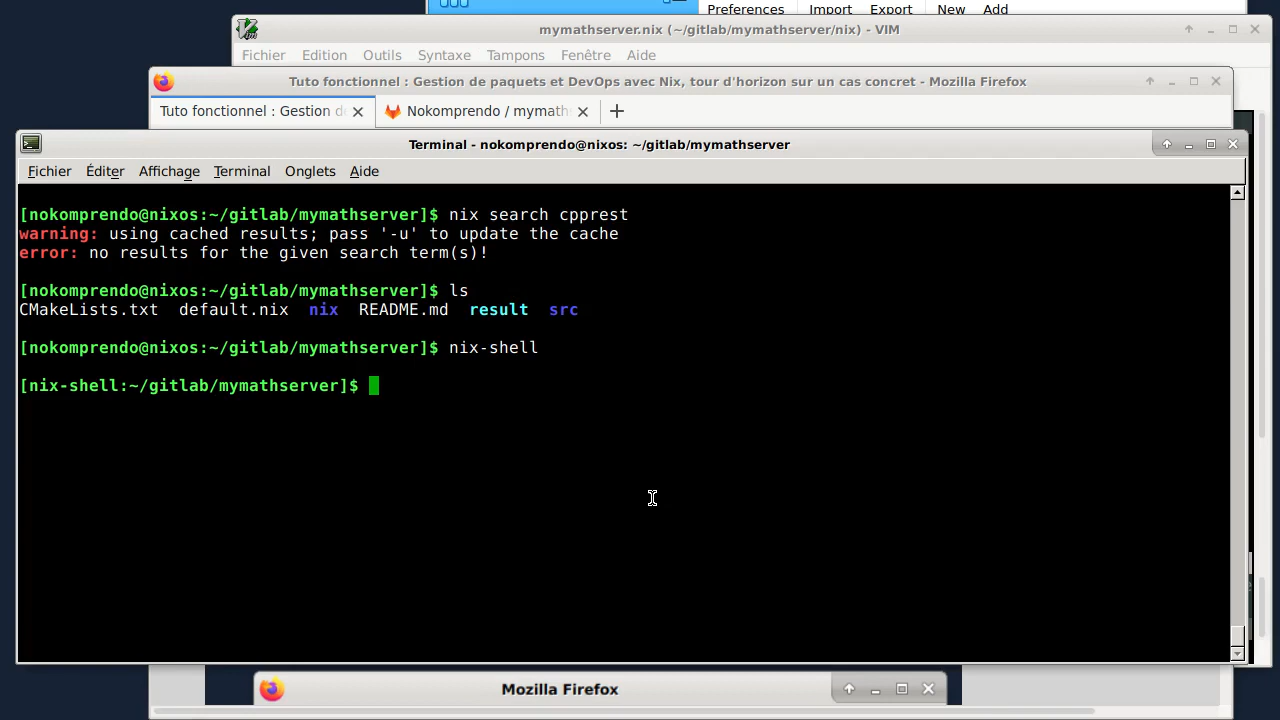 Preferences Import Export New Add
mymathserver.nix (~/gitlab/mymathserver/nix) - VIM
Fichier Edition Outils Syntaxe Tampons Fenêtre Aide
Tuto fonctionnel : Gestion de paquets et DevOps avec Nix, tour d'horizon sur un cas concret - Mozilla Firefox
Tuto fonctionnel : Gestion de Nokomprendo / mymath
Terminal - nokomprendo@nixos: ~/gitlab/mymathserver
Fichier Éditer Affichage Terminal Onglets Aide
[nokomprendo@nixos:~/gitlab/mymathserver]$ nix search cpprest
warning: using cached results; pass '-u' to update the cache
error: no results for the given search term(s)!
[nokomprendo@nixos:~/gitlab/mymathserver]$ ls
CMakeLists.txt default.nix nix README.md result src
[nokomprendo@nixos:~/gitlab/mymathserver]$ nix-shell
[nix-shell:~/gitlab/mymathserver]$
Mozilla Firefox